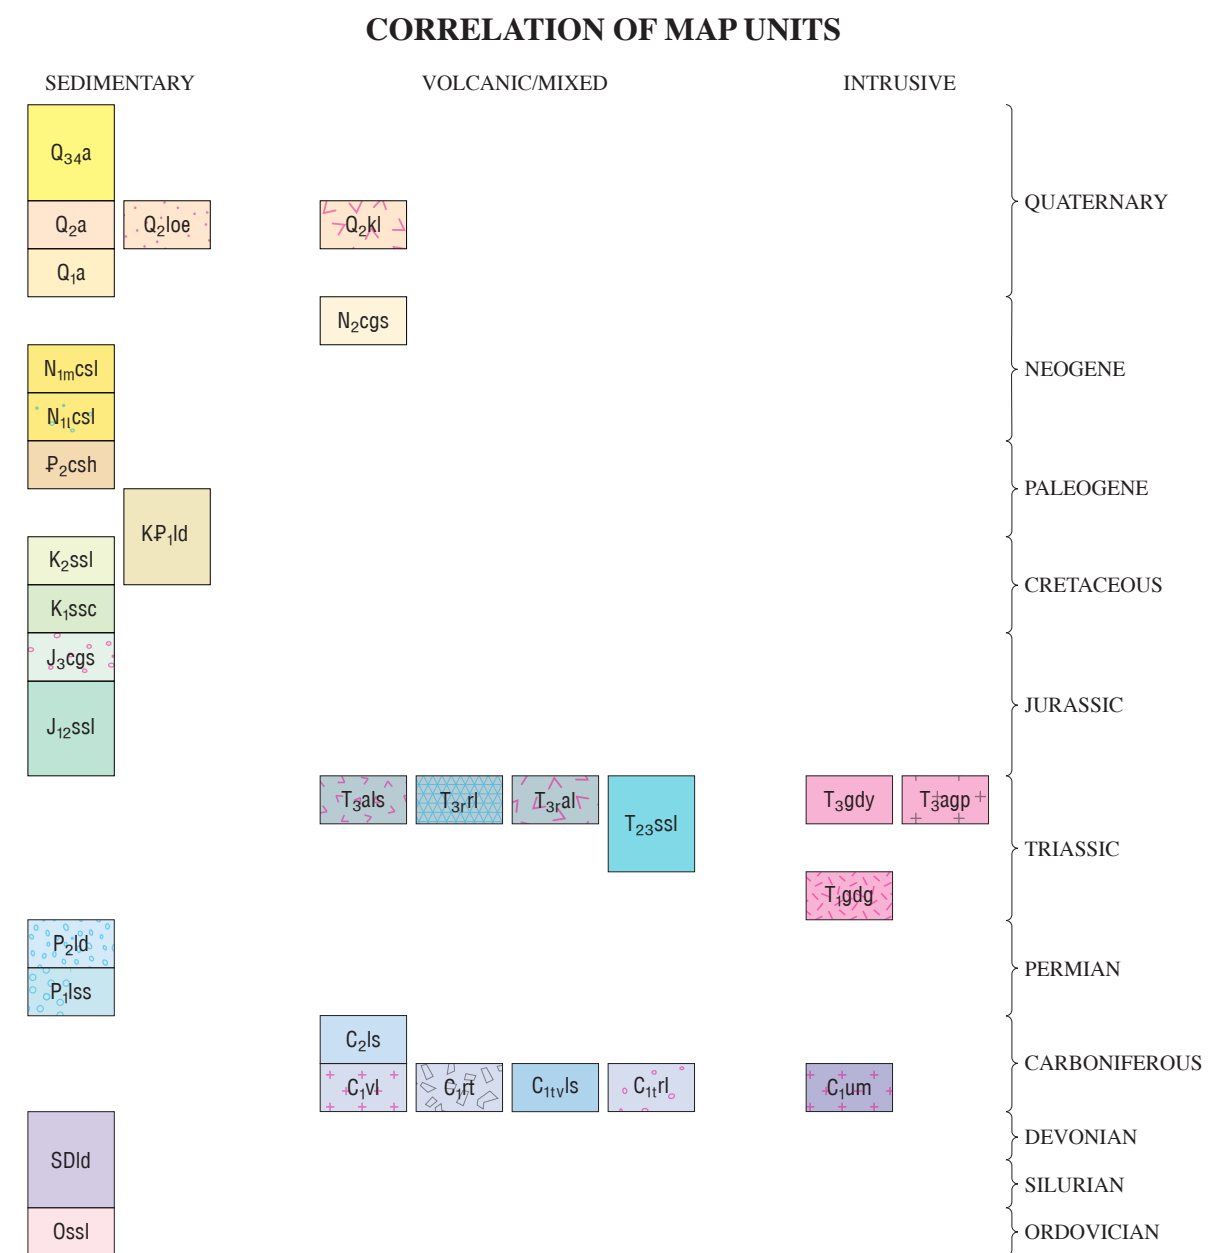 CORRELATION OF MAP UNITS
SEDIMENTARY VOLCANIC/MIXED INTRUSIVE
Q34a
Q2a Q2loe Q2kl QUATERNARY
Q1a
N2cgs
N1mcsl NEOGENE
N1lcsl
₽2csh
PALEOGENE
K₽1ld
K2ssl
CRETACEOUS
K1ssc
J3cgs
J12ssl JURASSIC
T3als T3rrl T3ral T23ssl T3gdy T3agp
TRIASSIC
T1gdg
P2ld
PERMIAN
P1lss
C2ls
CARBONIFEROUS
C1vl C1rt C1tvls C1trl C1um
DEVONIAN
SDld
SILURIAN
Ossl ORDOVICIAN